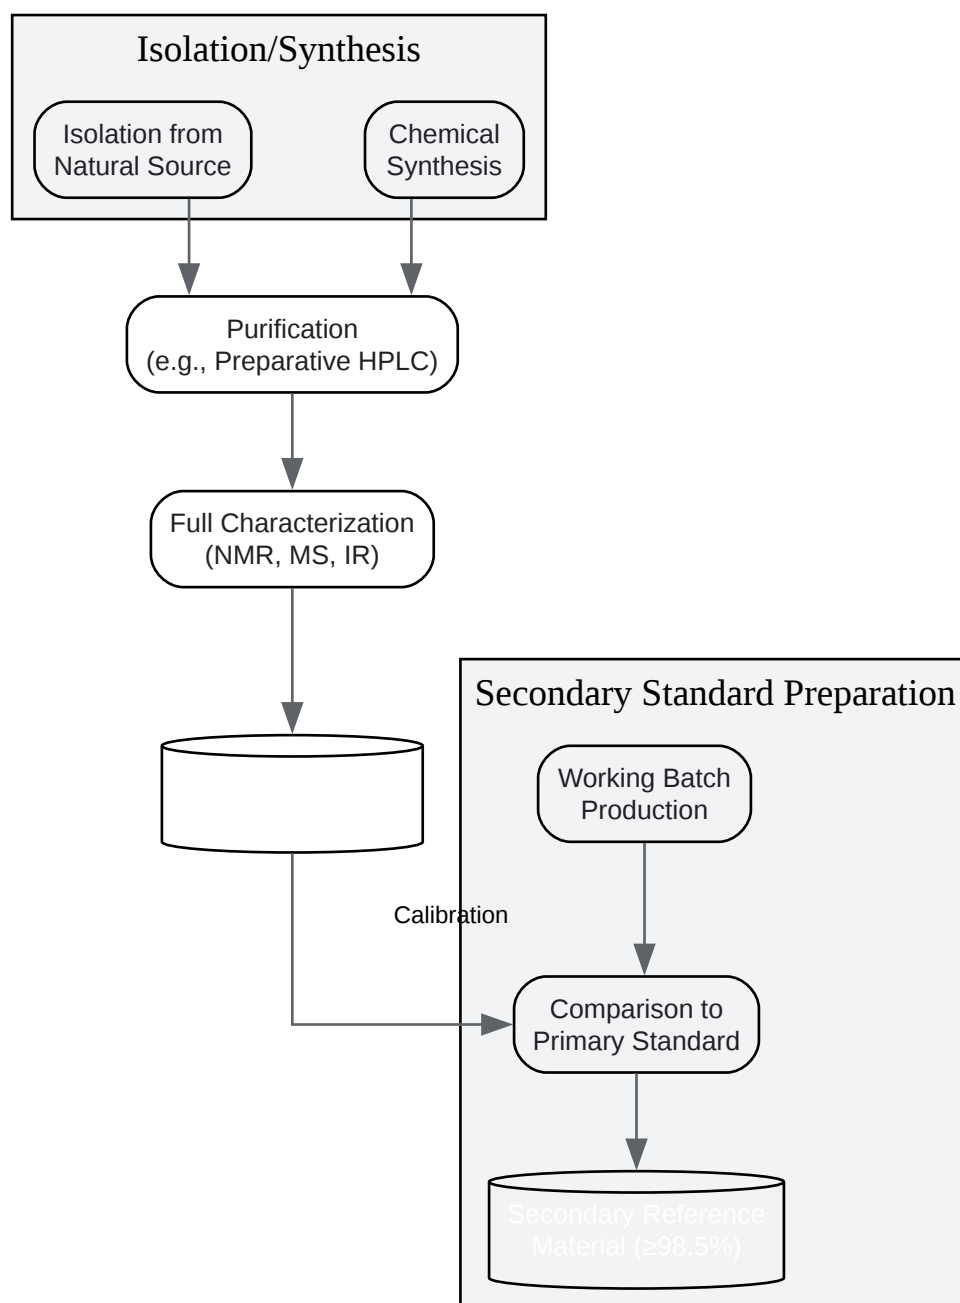 Isolation/Synthesis
Isolation from
Natural Source
Chemical
Synthesis
Purification
(e.g., Preparative HPLC)
Full Characterization
(NMR, MS, IR)
Secondary Standard Preparation
Working Batch
Production
Calibration
Comparison to
Primary Standard
Secondary Reference
Material (≥98.5%)